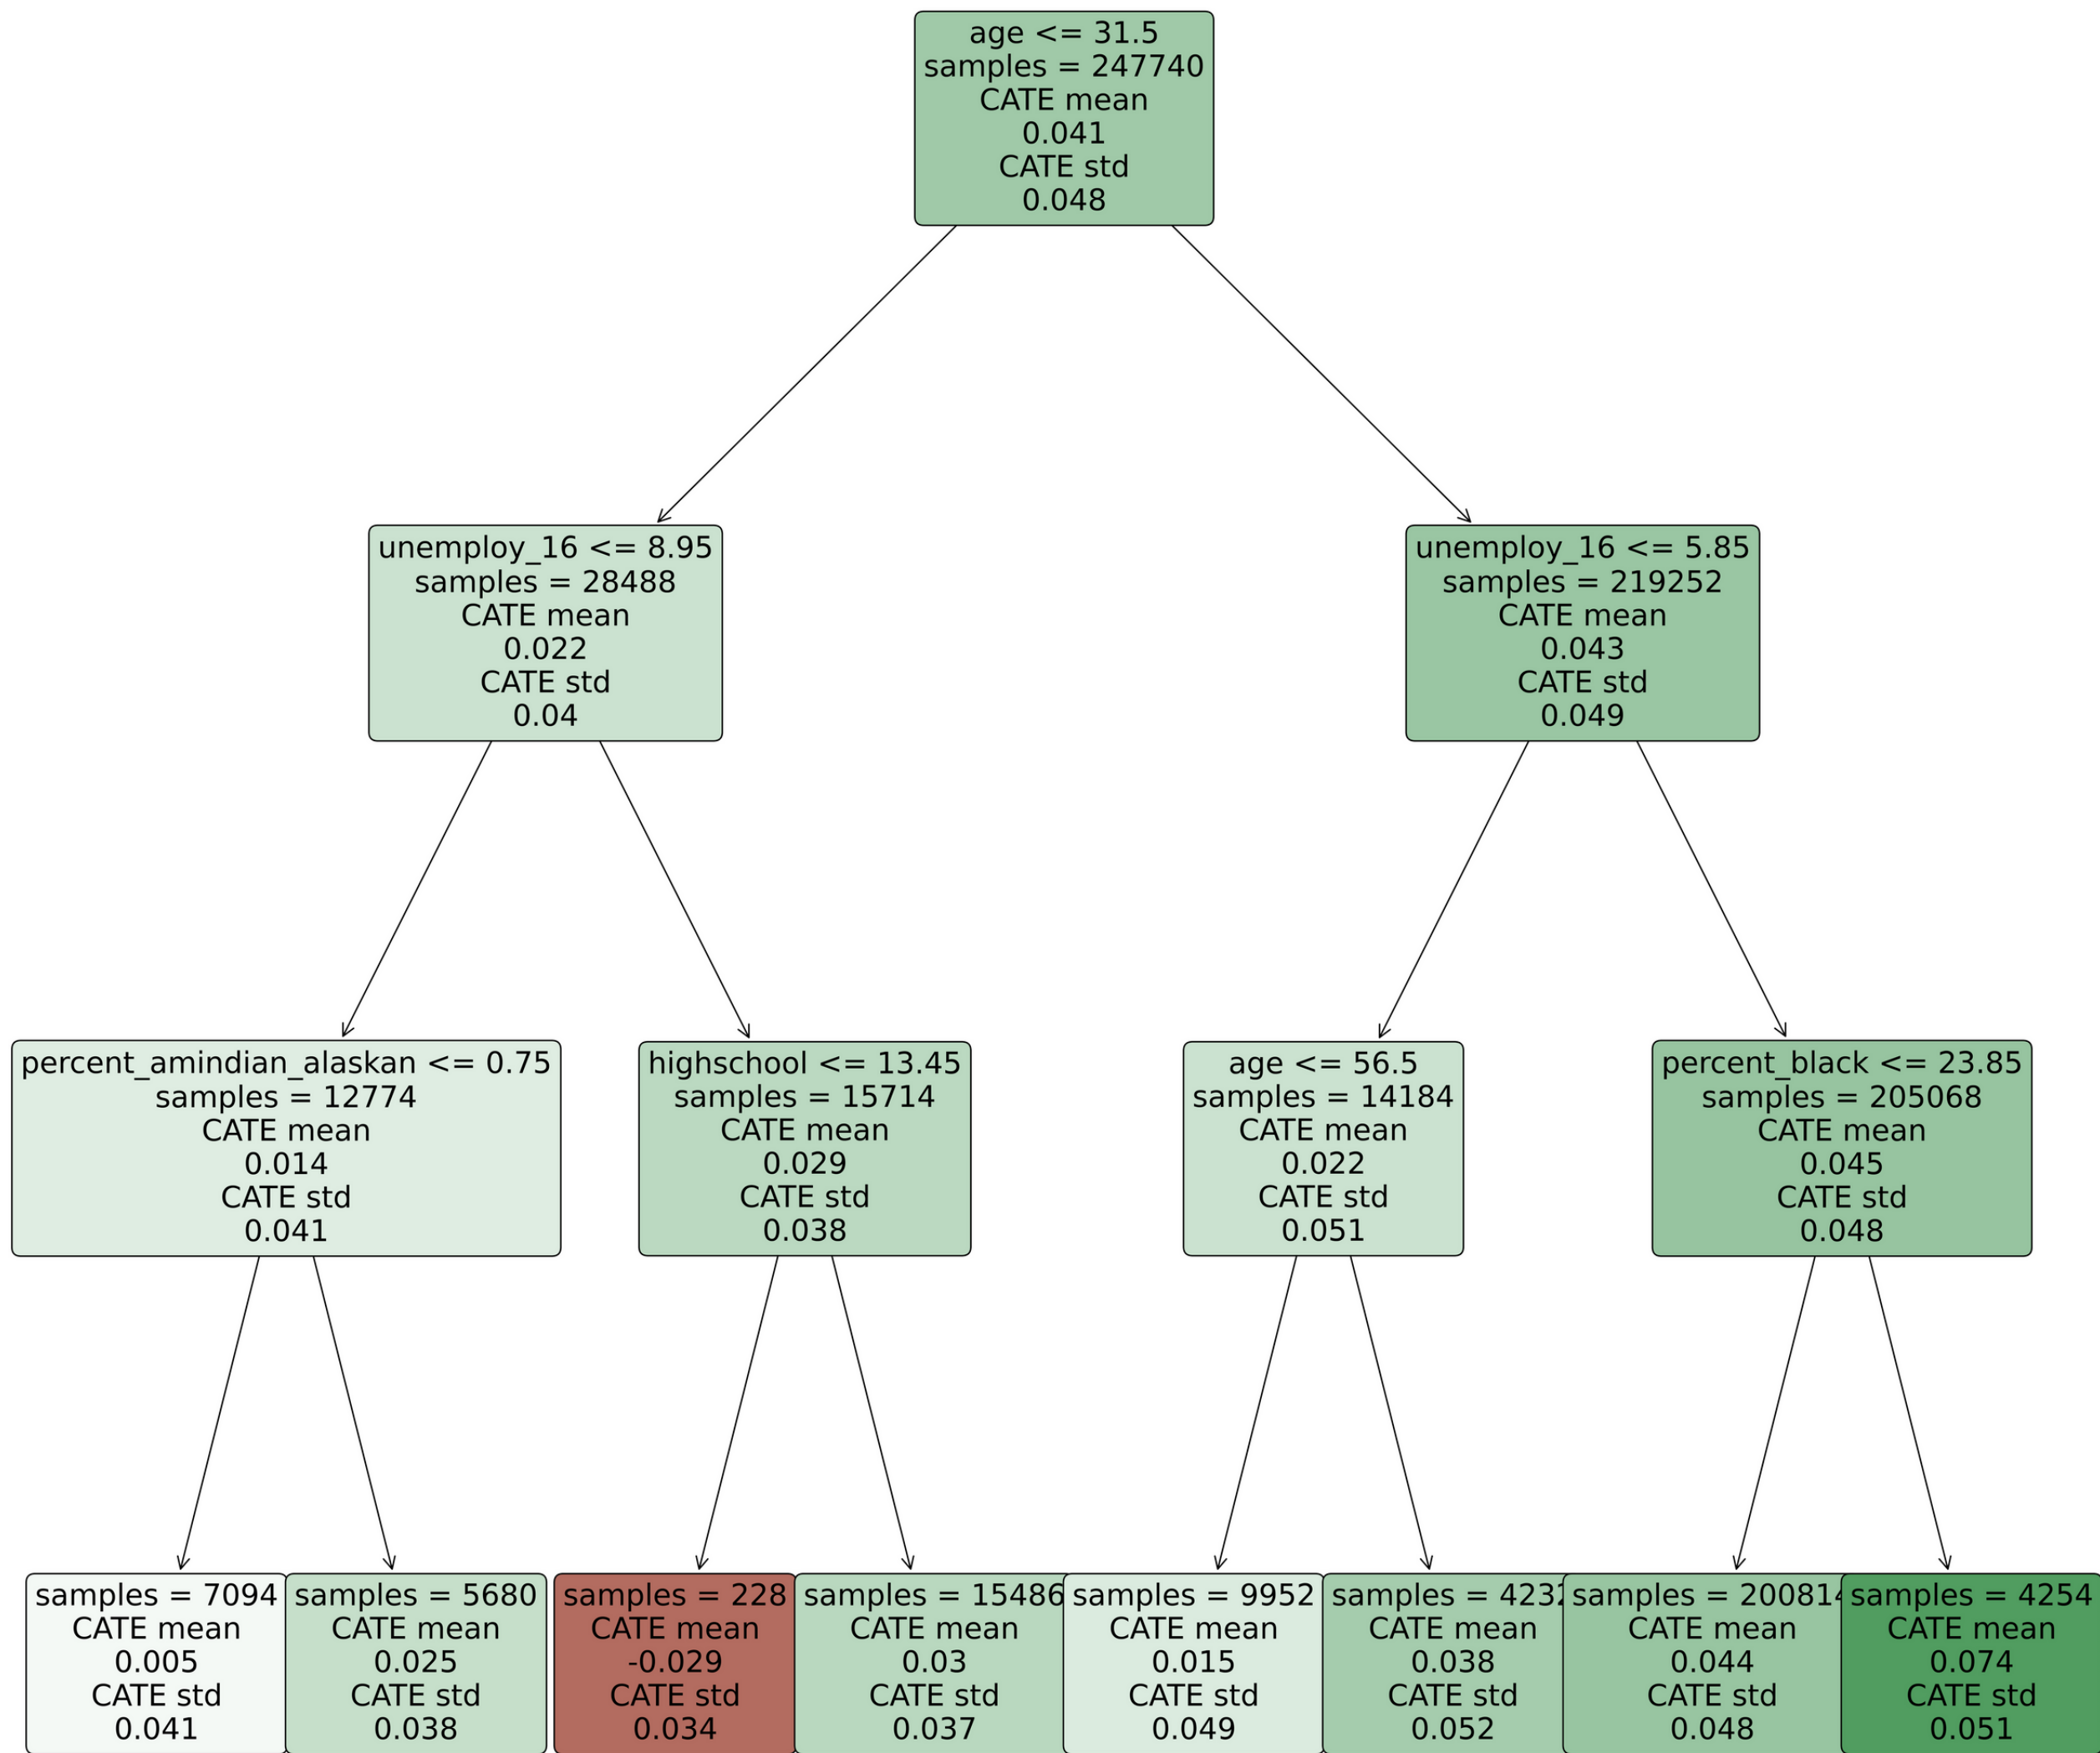 age <= 31.5
samples = 247740
CATE mean
0.041
CATE std
0.048
unemploy_16 <= 8.95
samples = 28488
CATE mean
0.022
CATE std
0.04
unemploy_16 <= 5.85
samples = 219252
CATE mean
0.043
CATE std
0.049
percent_amindian_alaskan <= 0.75
samples = 12774
CATE mean
0.014
CATE std
0.041
highschool <= 13.45
samples = 15714
CATE mean
0.029
CATE std
0.038
age <= 56.5
samples = 14184
CATE mean
0.022
CATE std
0.051
percent_black <= 23.85
samples = 205068
CATE mean
0.045
CATE std
0.048
samples = 7094
CATE mean
0.005
CATE std
0.041
samples = 5680
CATE mean
0.025
CATE std
0.038
samples = 228
CATE mean
-0.029
CATE std
0.034
samples = 15486
CATE mean
0.03
CATE std
0.037
samples = 9952
CATE mean
0.015
CATE std
0.049
samples = 4232
CATE mean
0.038
CATE std
0.052
samples = 200814
CATE mean
0.044
CATE std
0.048
samples = 4254
CATE mean
0.074
CATE std
0.051